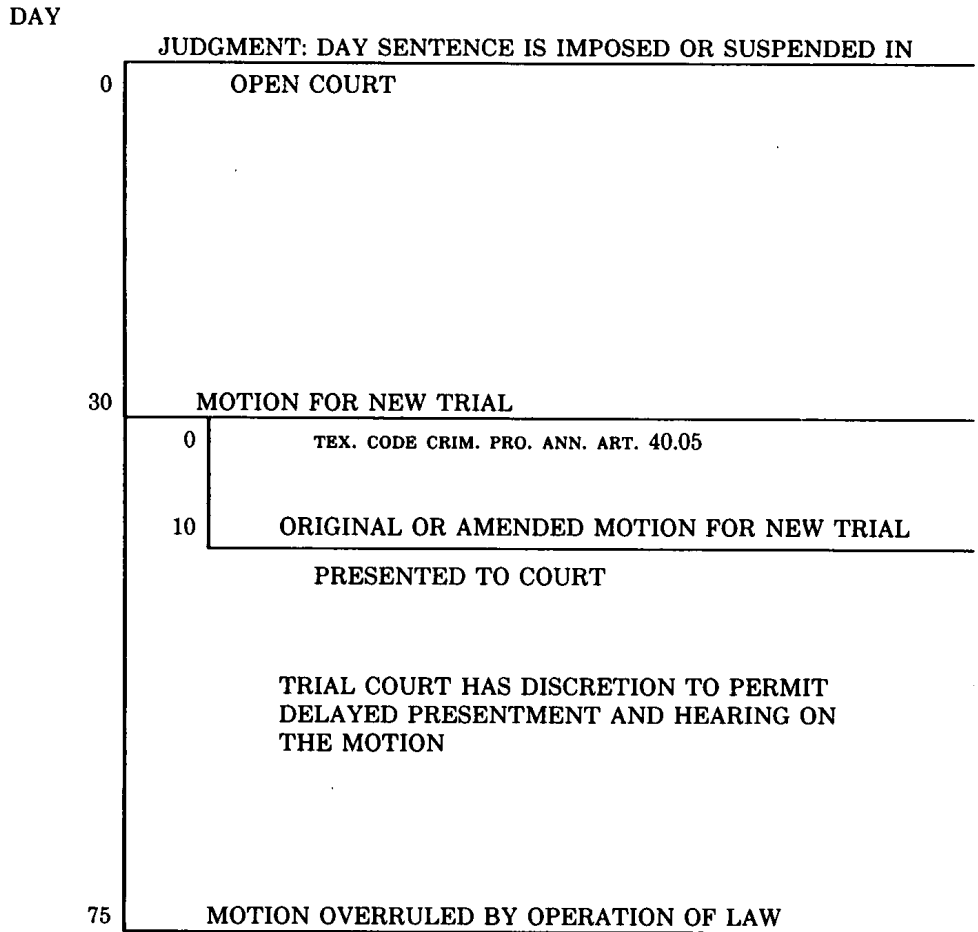 DAY
JUDGMENT: DAY SENTENCE IS IMPOSED OR SUSPENDED IN
0 OPEN COURT
30 MOTION FOR NEW TRIAL
0 TEX. CODE CRIM. PRO. ANN. ART. 40.05
10 ORIGINAL OR AMENDED MOTION FOR NEW TRIAL
PRESENTED TO COURT
TRIAL COURT HAS DISCRETION TO PERMIT
DELAYED PRESENTMENT AND HEARING ON
THE MOTION
75 MOTION OVERRULED BY OPERATION OF LAW